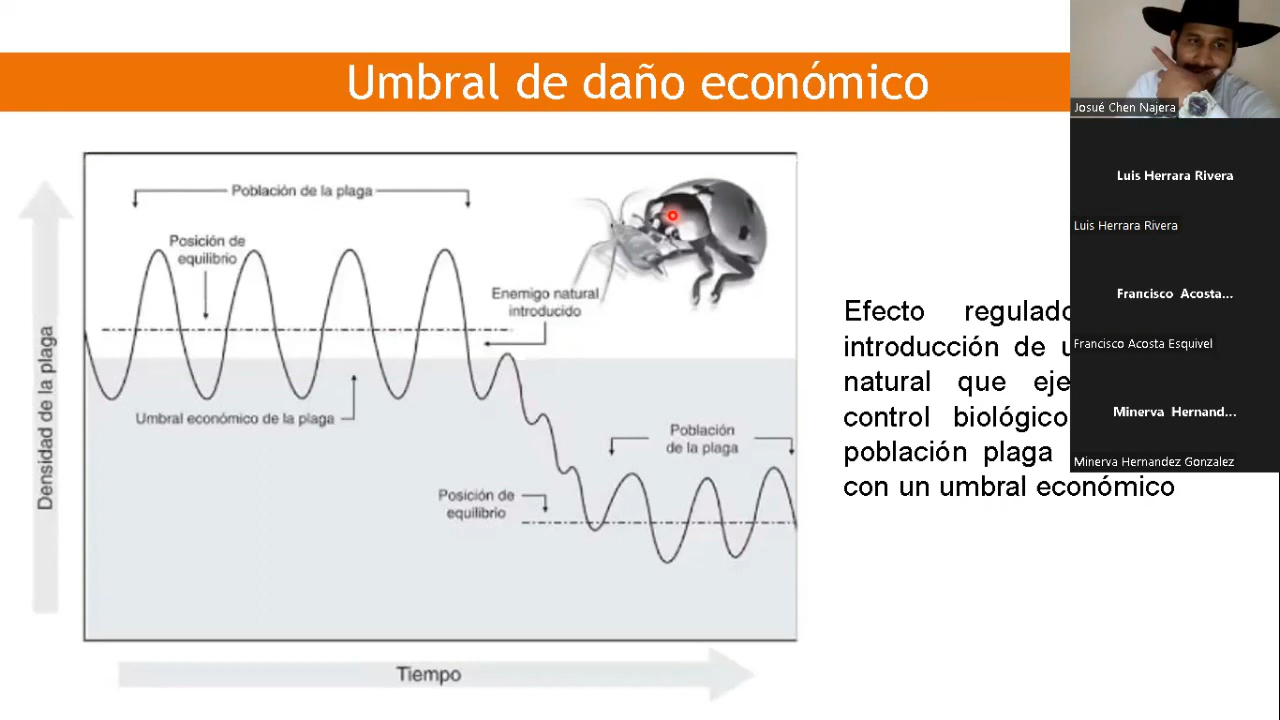 Umbral de daño económico
Población de la plaga
Posición de
equilibrio
Enemigo natural
introducido
Umbral económico de la plaga
Población
de la plaga
Posición de
equilibrio
Densidad de la plaga
Tiempo
Efecto
introducción de
natural que
control biológico
población plaga
con un umbral económico
Josué Chen Najera
Luis Herrara Rivera
Luis Herrara Rivera
Francisco Acosta...
Francisco Acosta Esquivel
Minerva Hernand...
Minerva Hernandez Gonzalez